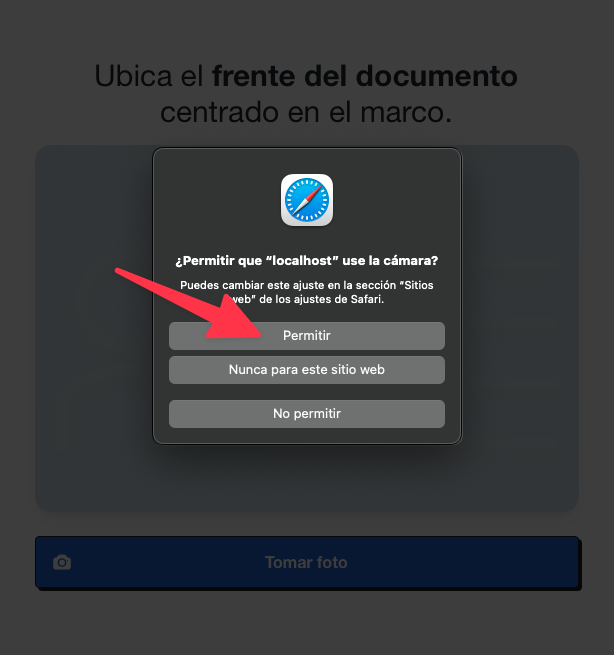 Ubica el frente del documento
centrado en el marco.
¿Permitir que “localhost” use la cámara?
Puedes cambiar este ajuste en la sección “Sitios
web” de los ajustes de Safari.
Permitir
Nunca para este sitio web
No permitir
Tomar foto